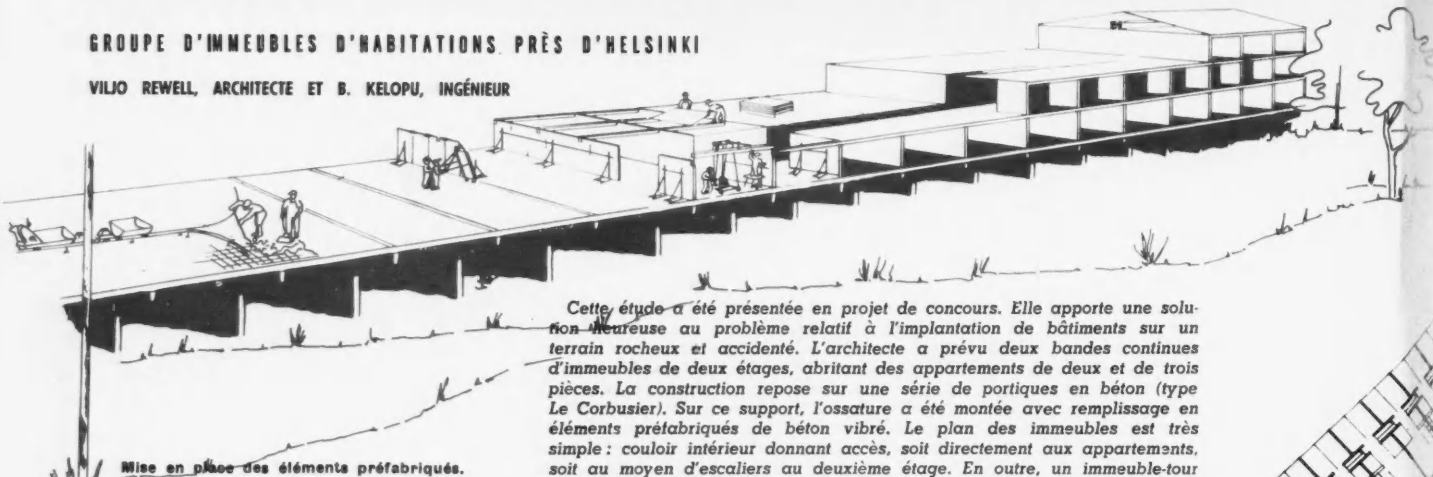 GROUPE D'IMMEUBLES D'HABITATIONS PRÈS D'HELSINKI
VILJO REWELL, ARCHITECTE ET B. KELOPU, INGÉNIEUR
Cette étude a été présentée en projet de concours. Elle apporte une solu-
tion heureuse au problème relatif à l'implantation de bâtiments sur un
terrain rocheux et accidenté. L'architecte a prévu deux bandes continues
d'immeubles de deux étages, abritant des appartements de deux et de trois
pièces. La construction repose sur une série de portiques en béton (type
Le Corbusier). Sur ce support, l'ossature a été montée avec remplissage en
éléments préfabriqués de béton vibré. Le plan des immeubles est très
simple : couloir intérieur donnant accès, soit directement aux appartements,
soit au moyen d'escaliers au deuxième étage. En outre, un immeuble-tour
Mise en place des éléments préfabriqués.